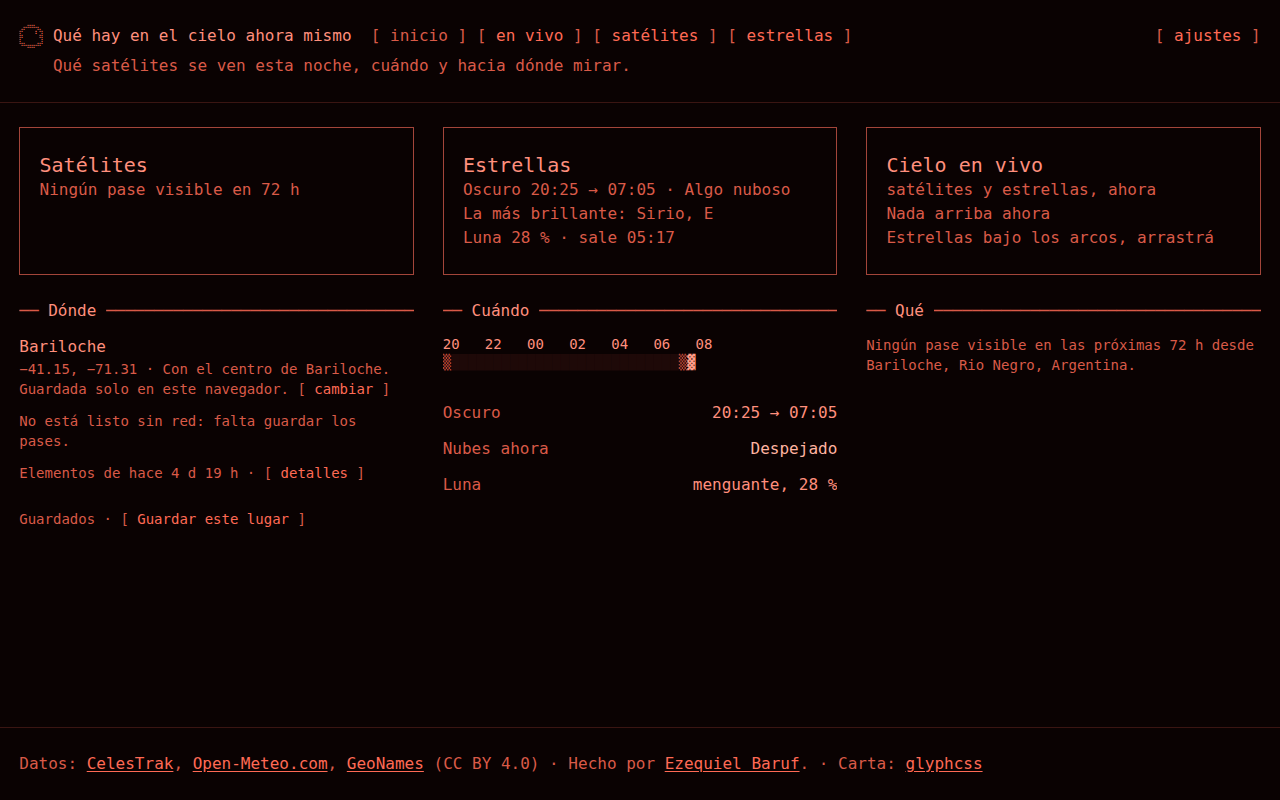 Qué hay en el cielo ahora mismo [ inicio ] [ en vivo ] [ satélites ] [ estrellas ] [ ajustes ]
Qué satélites se ven esta noche, cuándo y hacia dónde mirar.
Satélites
Ningún pase visible en 72 h
Estrellas
Oscuro 20:25 → 07:05 · Algo nuboso
La más brillante: Sirio, E
Luna 28 % · sale 05:17
Cielo en vivo
satélites y estrellas, ahora
Nada arriba ahora
Estrellas bajo los arcos, arrastrá
Dónde
Bariloche
−41.15, −71.31 · Con el centro de Bariloche.
Guardada solo en este navegador. [ cambiar ]
No está listo sin red: falta guardar los
pases.
Elementos de hace 4 d 19 h · [ detalles ]
Guardados · [ Guardar este lugar ]
Cuándo
20 22 00 02 04 06 08
Oscuro 20:25 → 07:05
Nubes ahora Despejado
Luna menguante, 28 %
Qué
Ningún pase visible en las próximas 72 h desde
Bariloche, Rio Negro, Argentina.
Datos: CelesTrak, Open-Meteo.com, GeoNames (CC BY 4.0) · Hecho por Ezequiel Baruf. · Carta: glyphcss